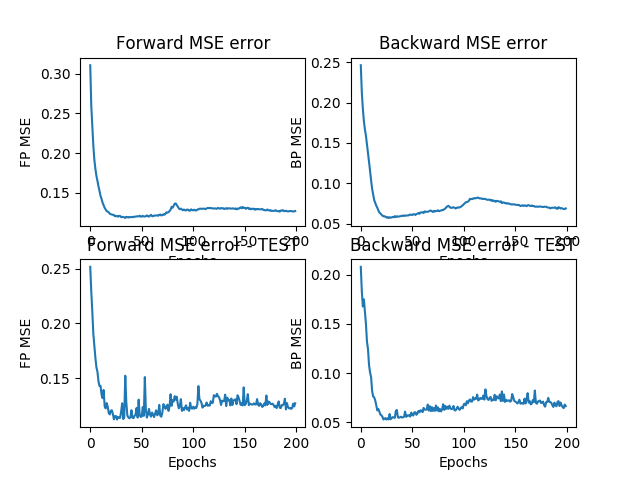 Forward MSE error
Backward MSE error
FP MSE
0.30
0.25
0.20
0.15
0 50 100 150 200
Epochs
BP MSE
0.25
0.20
0.15
0.10
0.05
0 50 100 150 200
Epochs
Forward MSE error - TEST
Backward MSE error - TEST
FP MSE
0.25
0.20
0.15
0 50 100 150 200
Epochs
BP MSE
0.20
0.15
0.10
0.05
0 50 100 150 200
Epochs